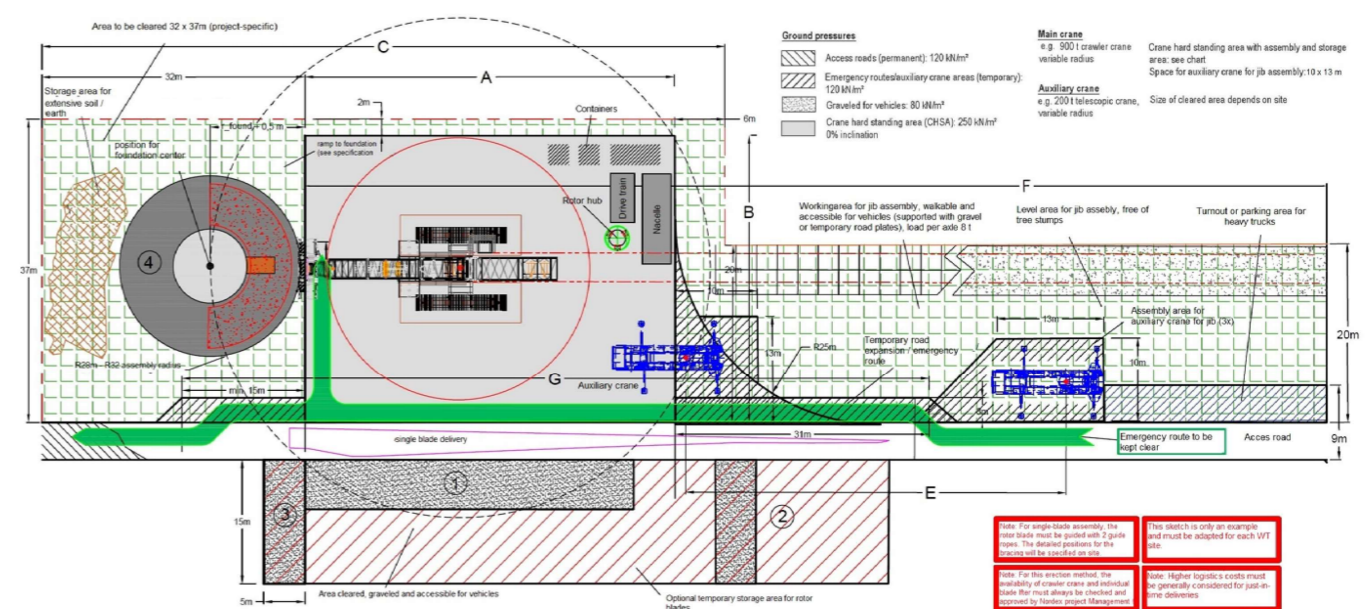 Area to be cleared 32 x 37m (project-specific)
C
32m
A
Storage area for
extensive soil /
earth
2m
6m
r_found + 0,5 m
position for
foundation center
ramp to foundation
(see specification
Containers
Rotor hub
Drive train
Nacelle
B
F
37m
4
Ground pressures
Access roads (permanent): 120 kN/m²
Emergency routes/auxiliary crane areas (temporary):
120 kN/m²
Graveled for vehicles: 80 kN/m²
Crane hard standing area (CHSA): 250 kN/m²
0% inclination
Main crane
e.g. 900 t crawler crane
variable radius
Auxiliary crane
e.g. 200 t telescopic crane,
variable radius
Crane hard standing area with assembly and storage
area: see chart
Space for auxiliary crane for jib assembly: 10 x 13 m
Size of cleared area depends on site
Workingarea for jib assembly, walkable and
accessible for vehicles (supported with gravel
or temporary road plates), load per axle 8 t
Level area for jib assebly, free of
tree stumps
Turnout or parking area for
heavy trucks
20m
10m
13m
R25m
Temporary road
expansion / emergency
route
13m
Assembly area for
auxiliary crane for jib (3x)
10m
20m
R28m - R32 assembly radius
min. 15m
G
Auxiliary crane
single blade delivery
31m
Emergency route to be
kept clear
Acces road
9m
1
2
3
E
15m
5m
Area cleared, graveled and accessible for vehicles
Optional temporary storage area for rotor
blades
Note: For single-blade assembly, the
rotor blade must be guided with 2 guide
ropes. The detailed positions for the
bracing will be specified on site.
This sketch is only an example
and must be adapted for each WT
site.
Note: For this erection method, the
availability of crawler crane and individual
blade lifter must always be checked and
approved by Nordex project Management
Note: Higher logistics costs must
be generally considered for just-in-
time deliveries